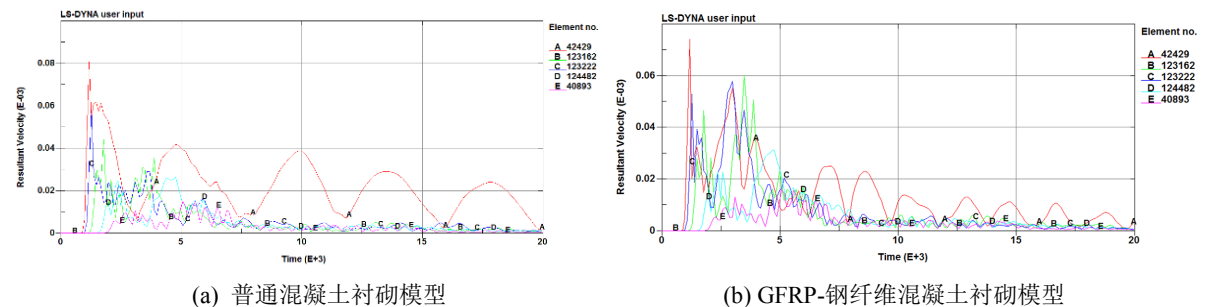 LS-DYNA user input
Element no.
A 42429
B 123162
C 123222
D 124482
E 40893
Resultant Velocity (E-03)
0.08
0.06
0.04
0.02
0
0
5
10
15
20
Time (E+3)
(a) 普通混凝土衬砌模型
LS-DYNA user input
Element no.
A 42429
B 123162
C 123222
D 124482
E 40893
Resultant Velocity (E-03)
0.06
0.04
0.02
0
0
5
10
15
20
Time (E+3)
(b) GFRP-钢纤维混凝土衬砌模型